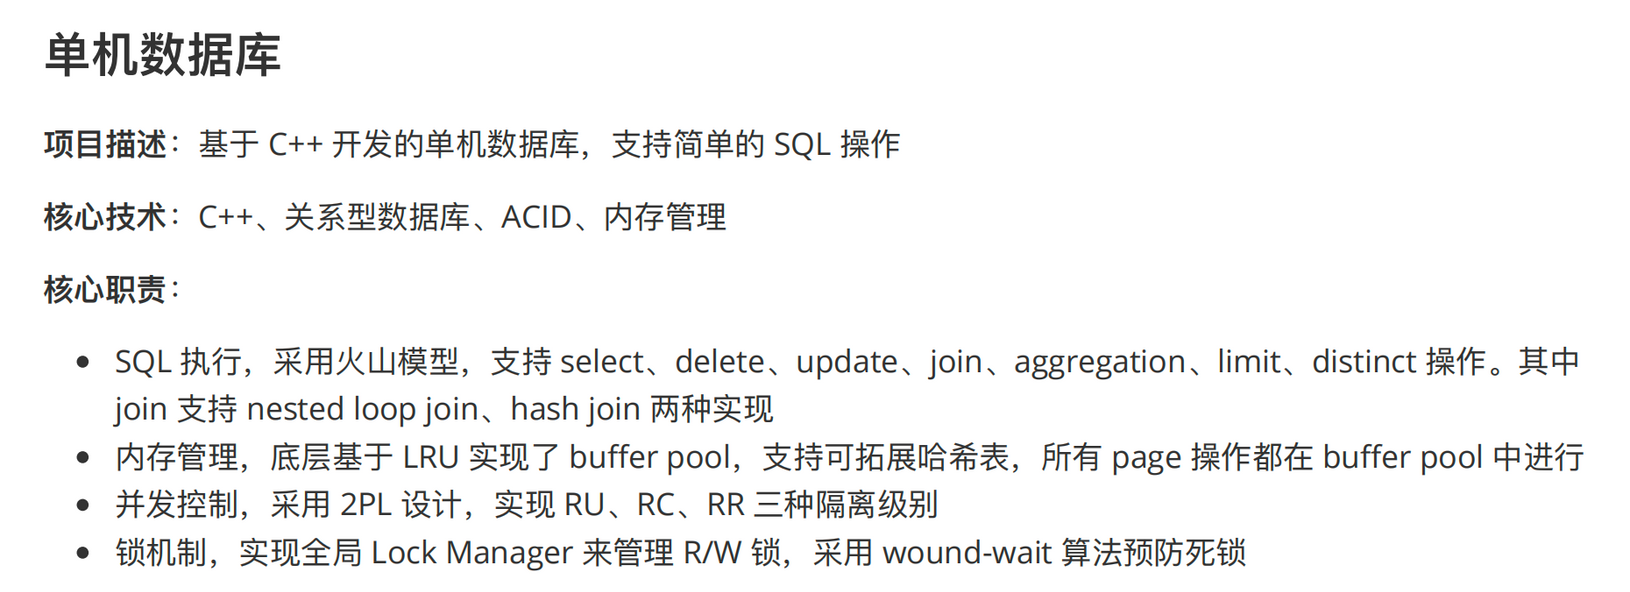 单机数据库
项目描述：基于 C++ 开发的单机数据库，支持简单的 SQL 操作
核心技术：C++、关系型数据库、ACID、内存管理
核心职责：
• SQL 执行，采用火山模型，支持 select、delete、update、join、aggregation、limit、distinct 操作。其中
join 支持 nested loop join、hash join 两种实现
• 内存管理，底层基于 LRU 实现了 buffer pool，支持可拓展哈希表，所有 page 操作都在 buffer pool 中进行
• 并发控制，采用 2PL 设计，实现 RU、RC、RR 三种隔离级别
• 锁机制，实现全局 Lock Manager 来管理 R/W 锁，采用 wound-wait 算法预防死锁